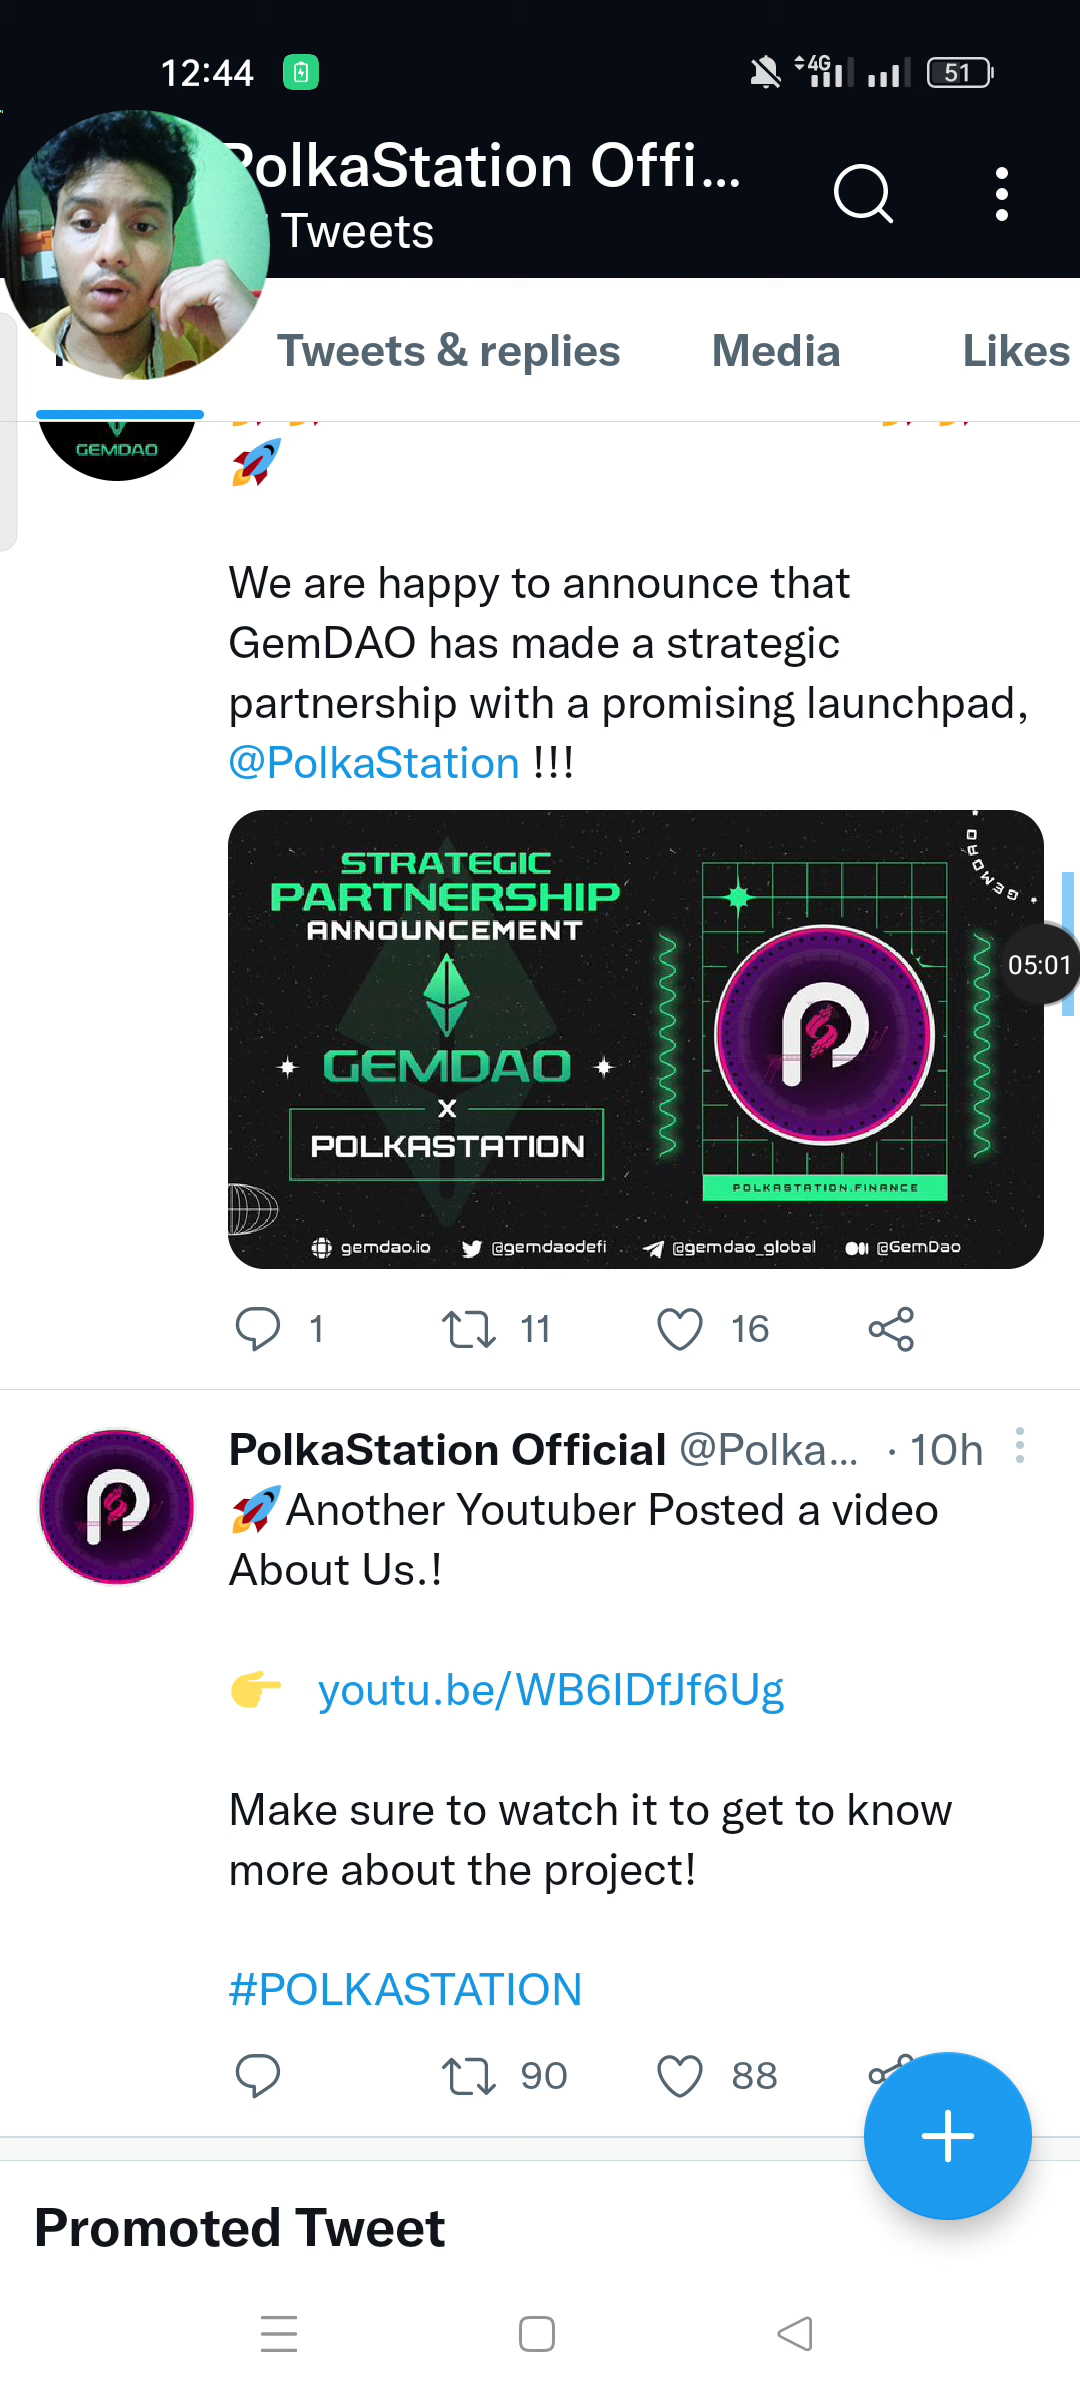 12:44
4G
51
PolkaStation Offi...
Tweets
Tweets & replies
Media
Likes
GEMDAO
We are happy to announce that
GemDAO has made a strategic
partnership with a promising launchpad,
@PolkaStation !!!
STRATEGIC
PARTNERSHIP
ANNOUNCEMENT
GEMDAO
GEMDAO
X
POLKASTATION
POLKASTATION.FINANCE
gemdao.io
@gemdaodefi
@gemdao_global
@GemDao
05:01
1
11
16
PolkaStation Official @Polka... · 10h
🚀Another Youtuber Posted a video
About Us.!
👉 youtu.be/WB6IDfJf6Ug
Make sure to watch it to get to know
more about the project!
#POLKASTATION
90
88
Promoted Tweet